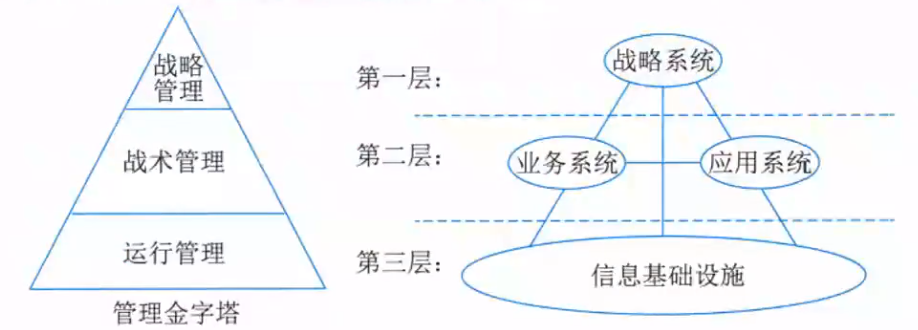 战略
管理
战术管理
运行管理
管理金字塔
第一层：
战略系统
第二层：
业务系统
应用系统
第三层：
信息基础设施